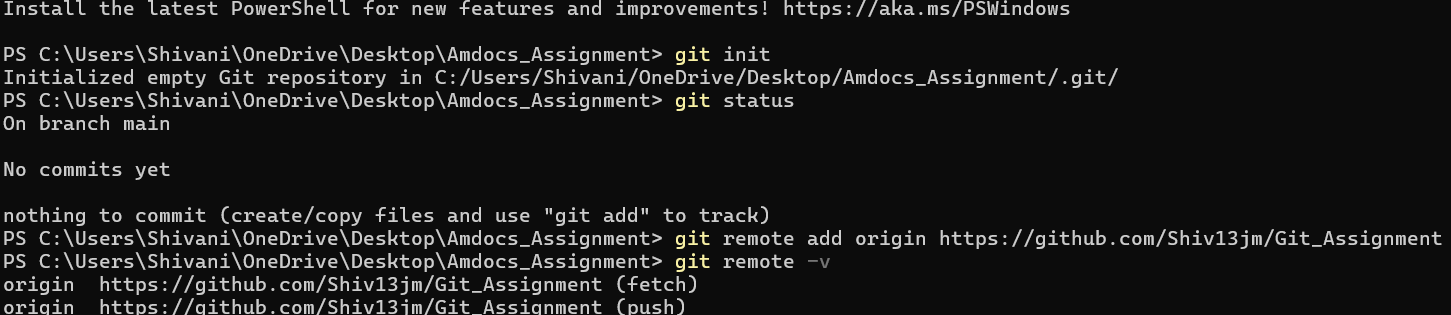 Install the latest PowerShell for new features and improvements! https://aka.ms/PSWindows
PS C:\Users\Shivani\OneDrive\Desktop\Amdocs_Assignment> git init
Initialized empty Git repository in C:/Users/Shivani/OneDrive/Desktop/Amdocs_Assignment/.git/
PS C:\Users\Shivani\OneDrive\Desktop\Amdocs_Assignment> git status
On branch main
No commits yet
nothing to commit (create/copy files and use "git add" to track)
PS C:\Users\Shivani\OneDrive\Desktop\Amdocs_Assignment> git remote add origin https://github.com/Shiv13jm/Git_Assignment
PS C:\Users\Shivani\OneDrive\Desktop\Amdocs_Assignment> git remote -v
origin  https://github.com/Shiv13jm/Git_Assignment (fetch)
origin  https://github.com/Shiv13jm/Git_Assignment (push)